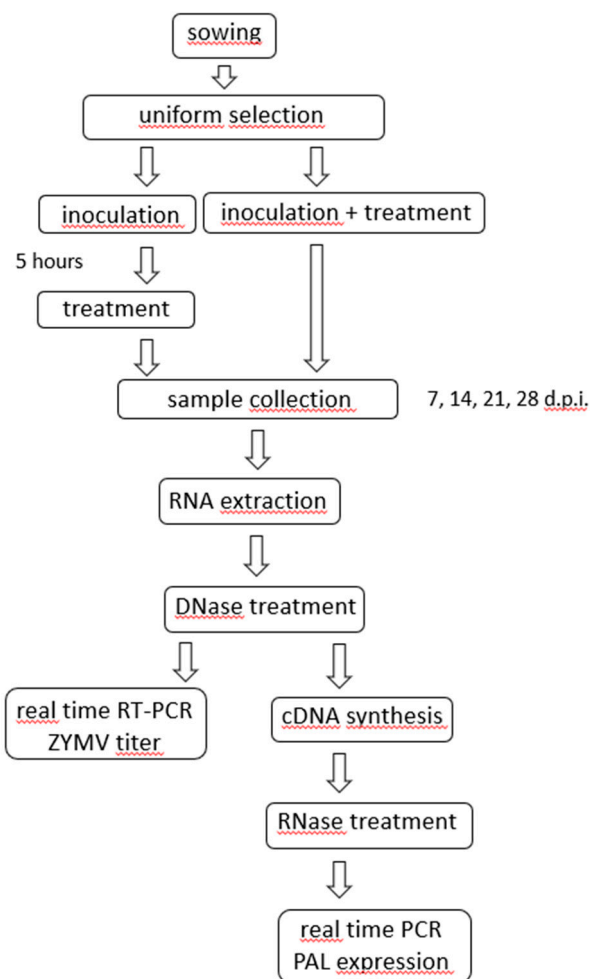 sowing
uniform selection
inoculation
inoculation + treatment
5 hours
treatment
sample collection
7, 14, 21, 28 d.p.i.
RNA extraction
DNase treatment
real time RT-PCR
ZYMV titer
cDNA synthesis
RNase treatment
real time PCR
PAL expression